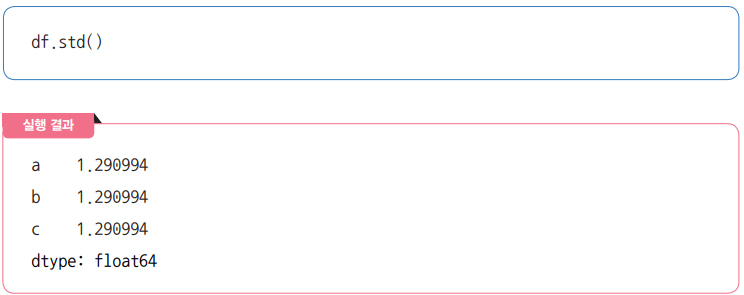 df.std()
실행 결과
a    1.290994
b    1.290994
c    1.290994
dtype: float64